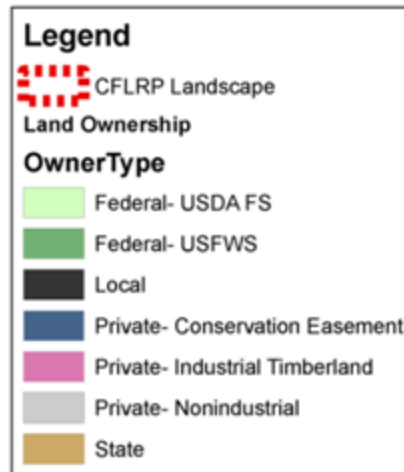 Legend
CFLRP Landscape
Land Ownership
OwnerType
Federal- USDA FS
Federal- USFWS
Local
Private- Conservation Easement
Private- Industrial Timberland
Private- Nonindustrial
State